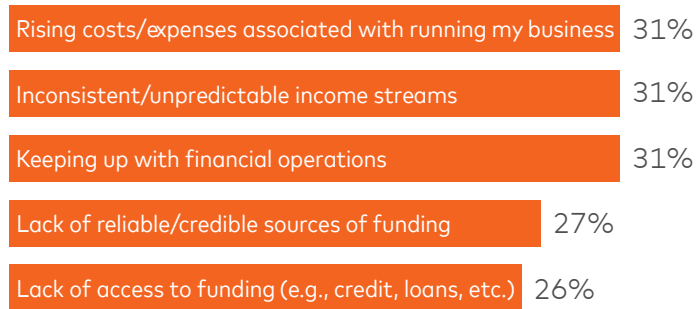 Rising costs/expenses associated with running my business 31%
Inconsistent/unpredictable income streams 31%
Keeping up with financial operations 31%
Lack of reliable/credible sources of funding 27%
Lack of access to funding (e.g., credit, loans, etc.) 26%